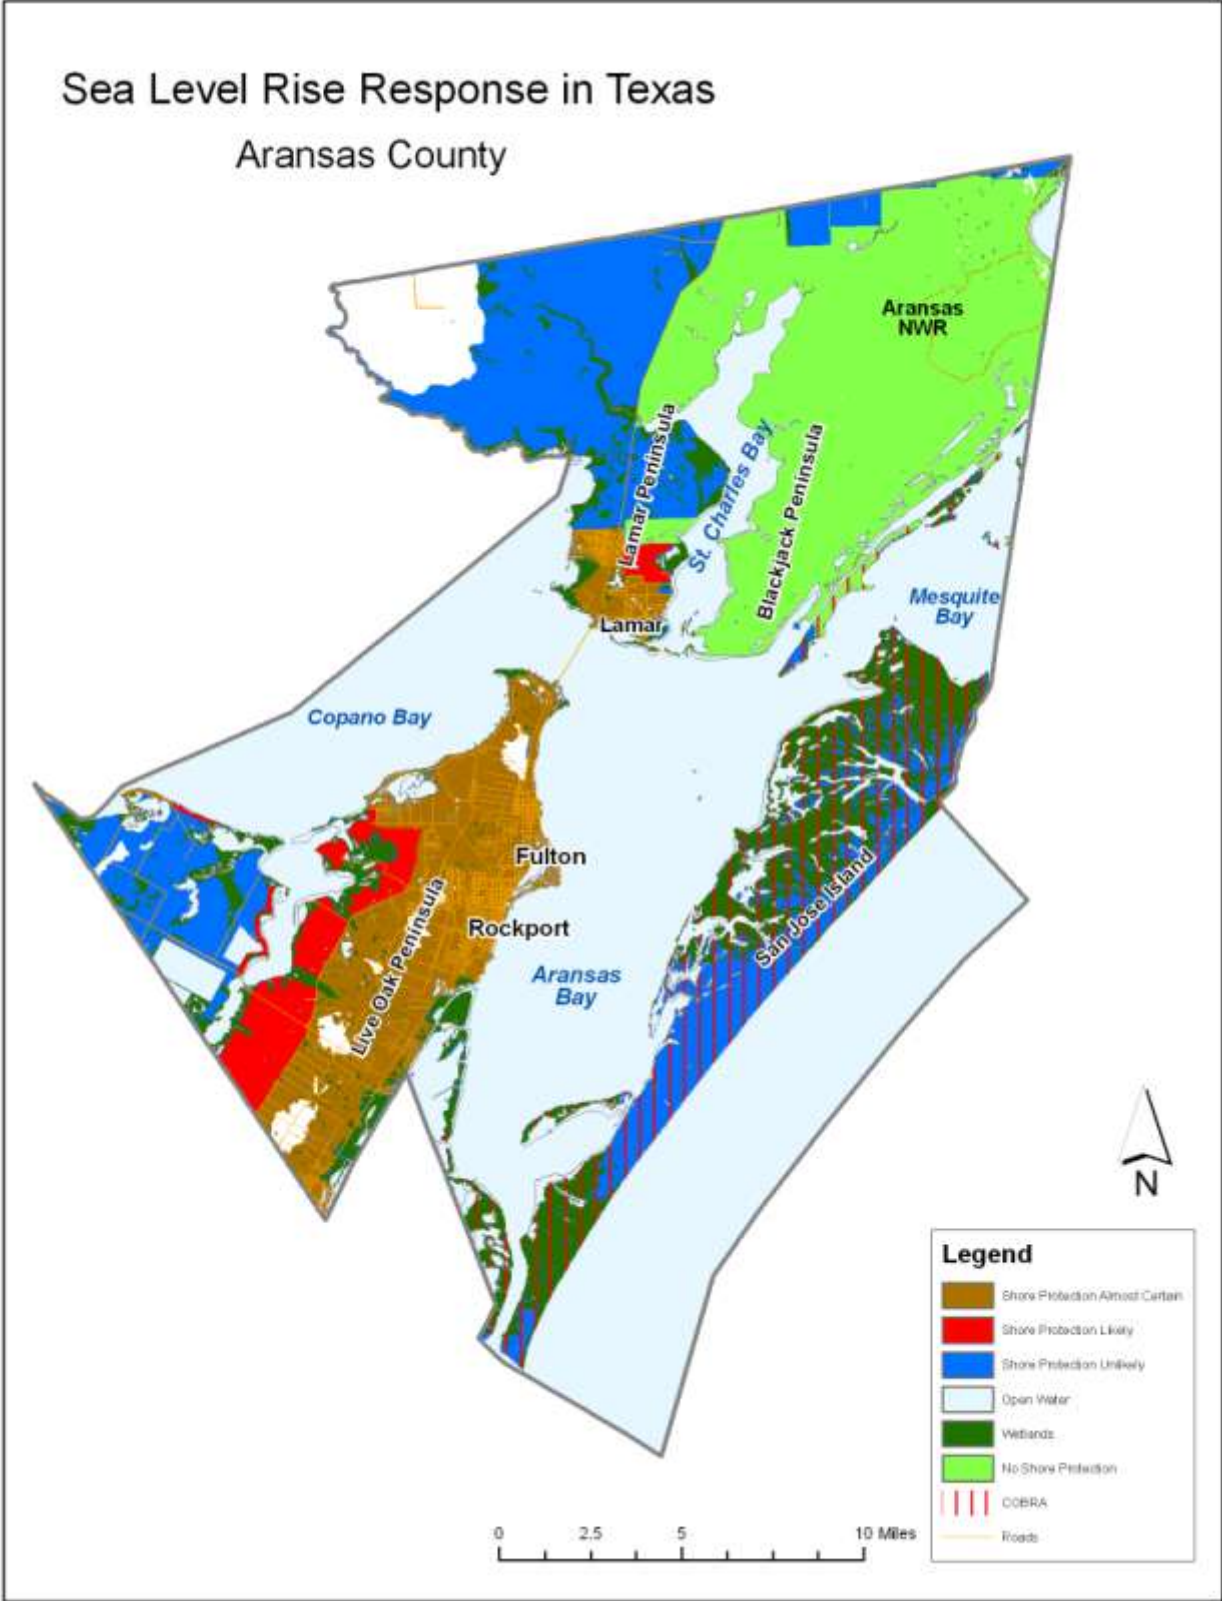 Sea Level Rise Response in Texas
Aransas County
Aransas
NWR
Lamar Peninsula
St. Charles Bay
Blackjack Peninsula
Mesquite
Bay
Lamar
Copano Bay
Fulton
Rockport
Live Oak Peninsula
San Jose Island
Aransas
Bay
N
Legend
Shore Protection Almost Certain
Shore Protection Likely
Shore Protection Unlikely
Open Water
Wetlands
No Shore Protection
COBRA
Roads
0 2.5 5 10 Miles